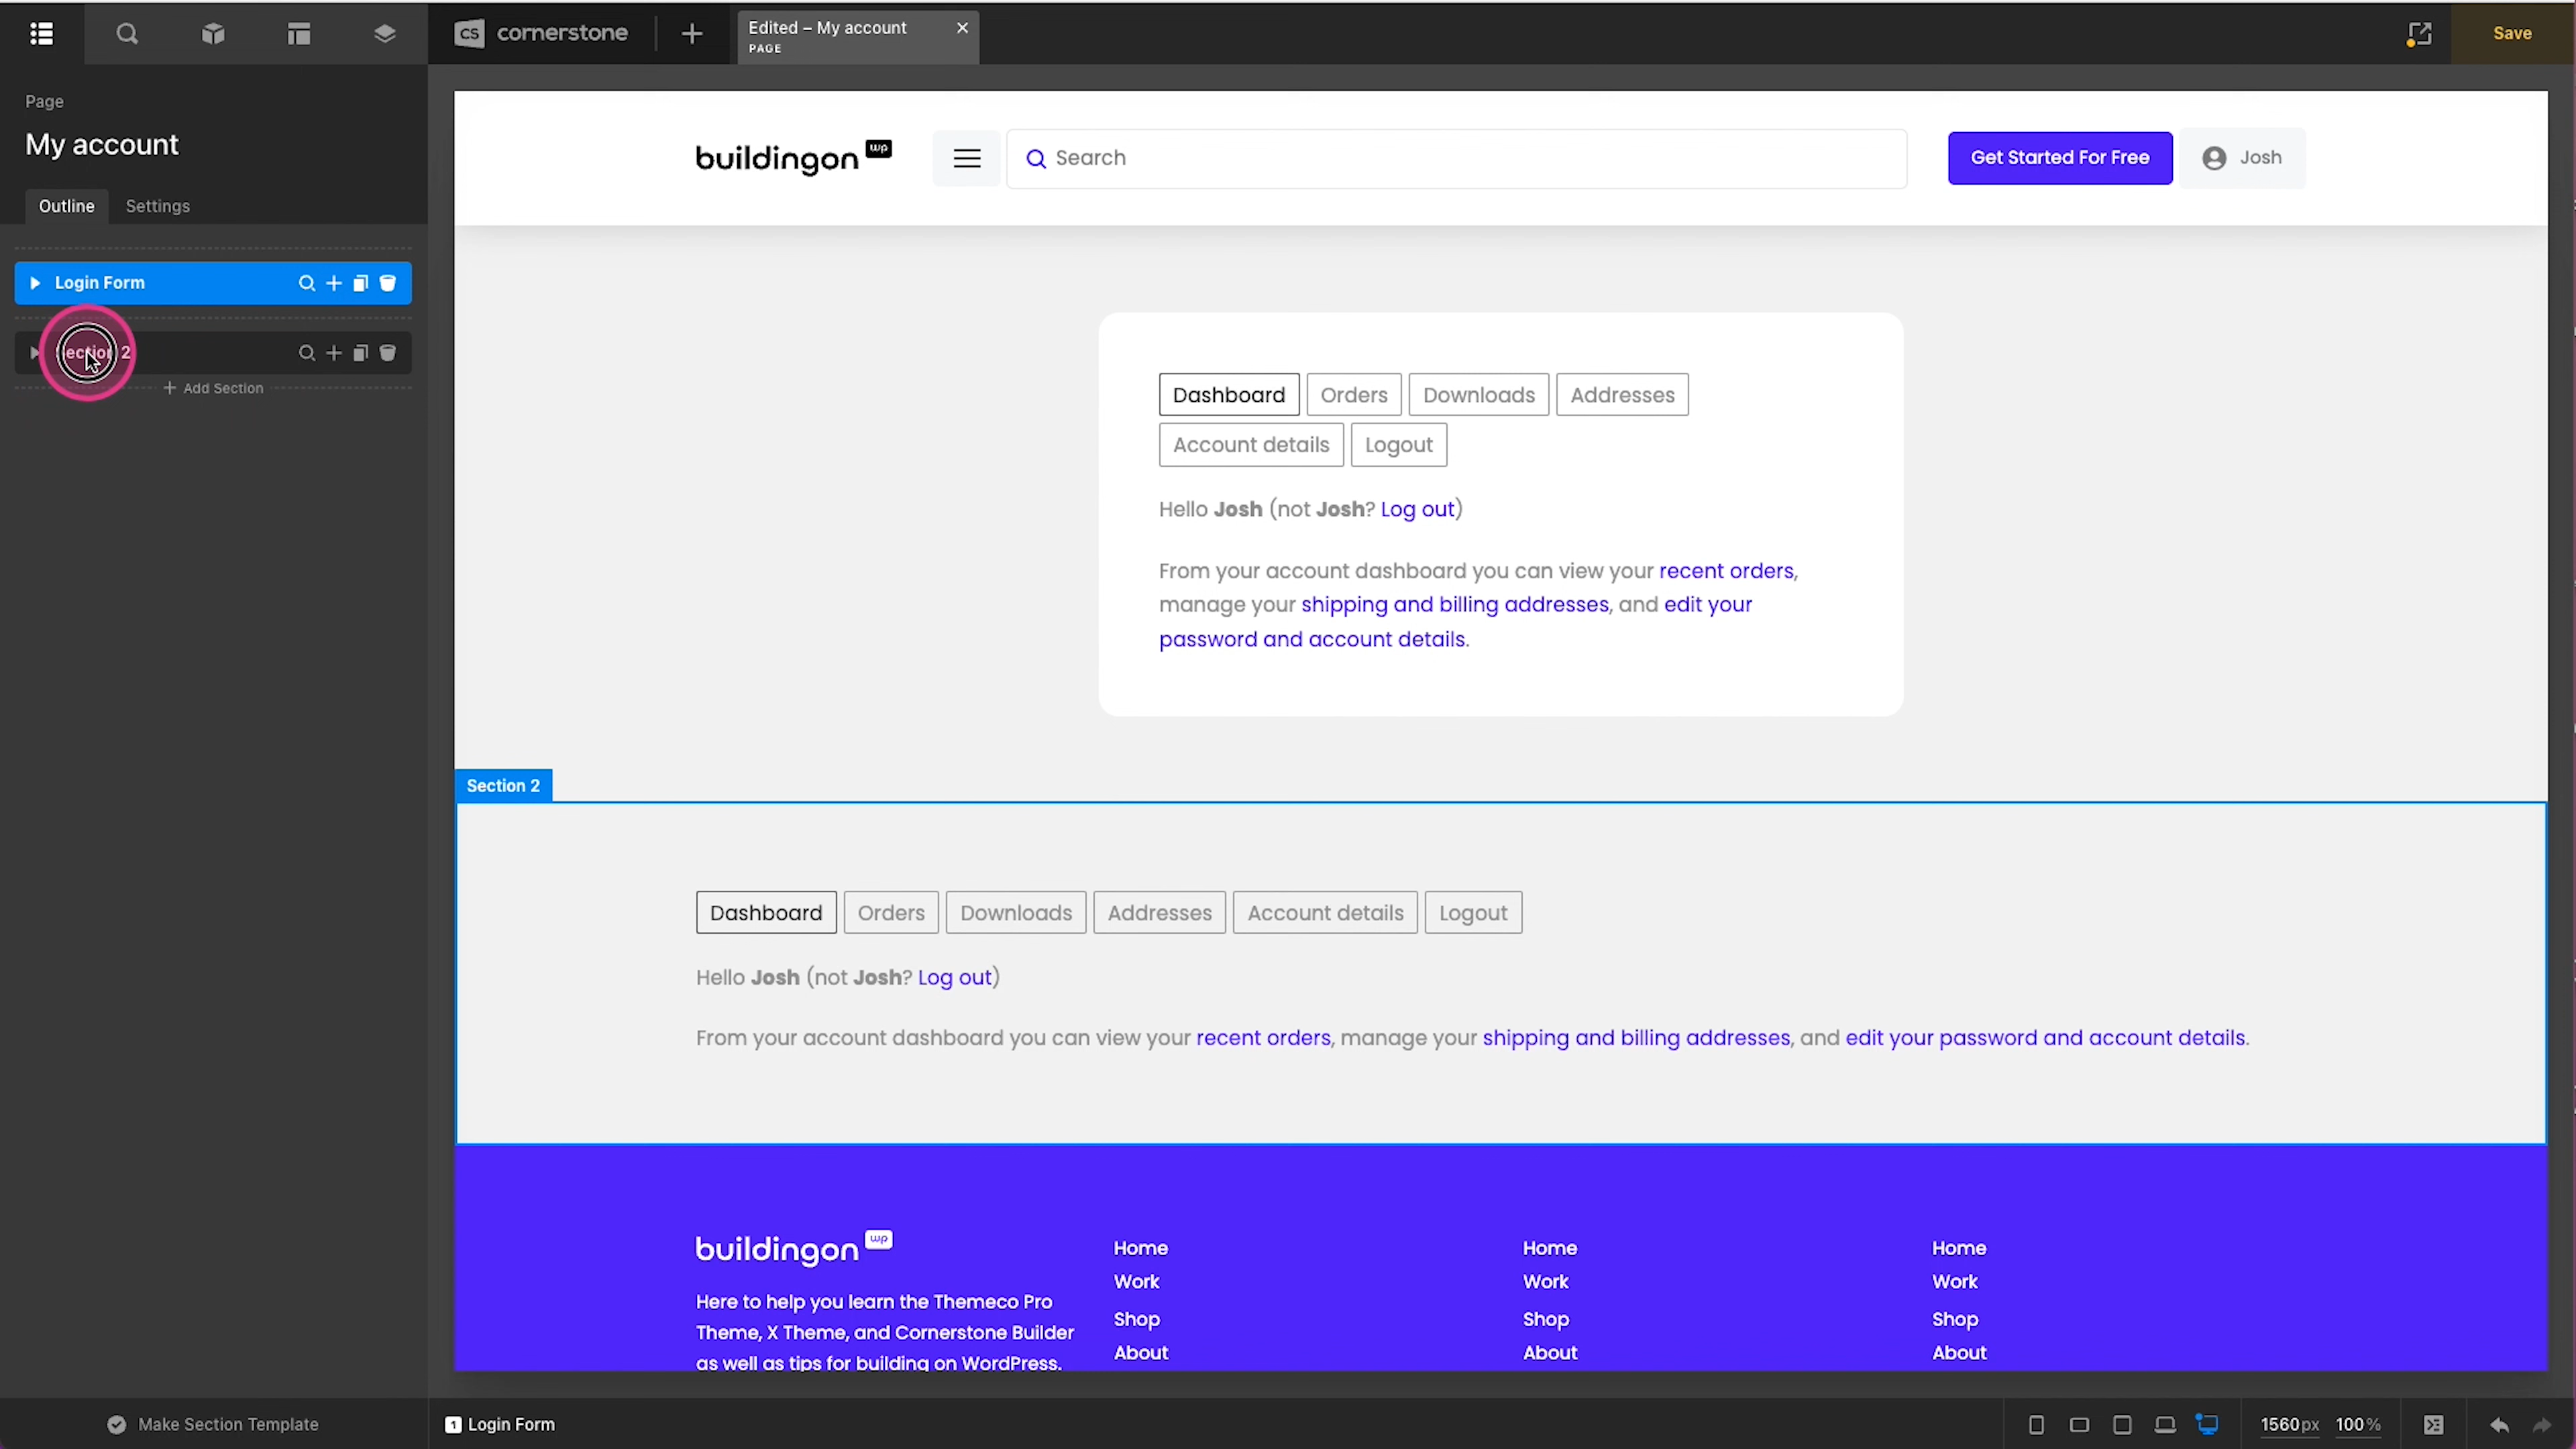 CS cornerstone
Edited – My account
PAGE
Save
Page
My account
Outline Settings
Login Form
Section 2
Add Section
buildingon wp
Search
Get Started For Free
Josh
Dashboard Orders Downloads Addresses
Account details Logout
Hello Josh (not Josh? Log out)
From your account dashboard you can view your recent orders,
manage your shipping and billing addresses, and edit your
password and account details.
Section 2
Dashboard Orders Downloads Addresses Account details Logout
Hello Josh (not Josh? Log out)
From your account dashboard you can view your recent orders, manage your shipping and billing addresses, and edit your password and account details.
buildingon wp
Here to help you learn the Themeco Pro
Theme, X Theme, and Cornerstone Builder
as well as tips for building on WordPress.
Home
Work
Shop
About
Home
Work
Shop
About
Home
Work
Shop
About
Make Section Template
1 Login Form
1560px 100%